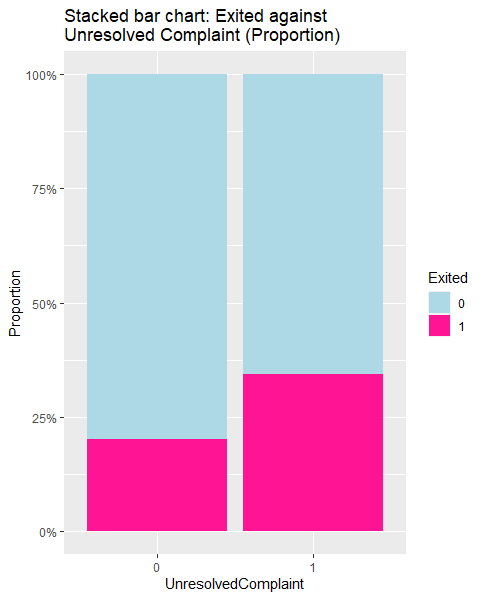 Stacked bar chart: Exited against
Unresolved Complaint (Proportion)
100%
75%
50%
25%
0%
Proportion
0
1
UnresolvedComplaint
Exited
0
1